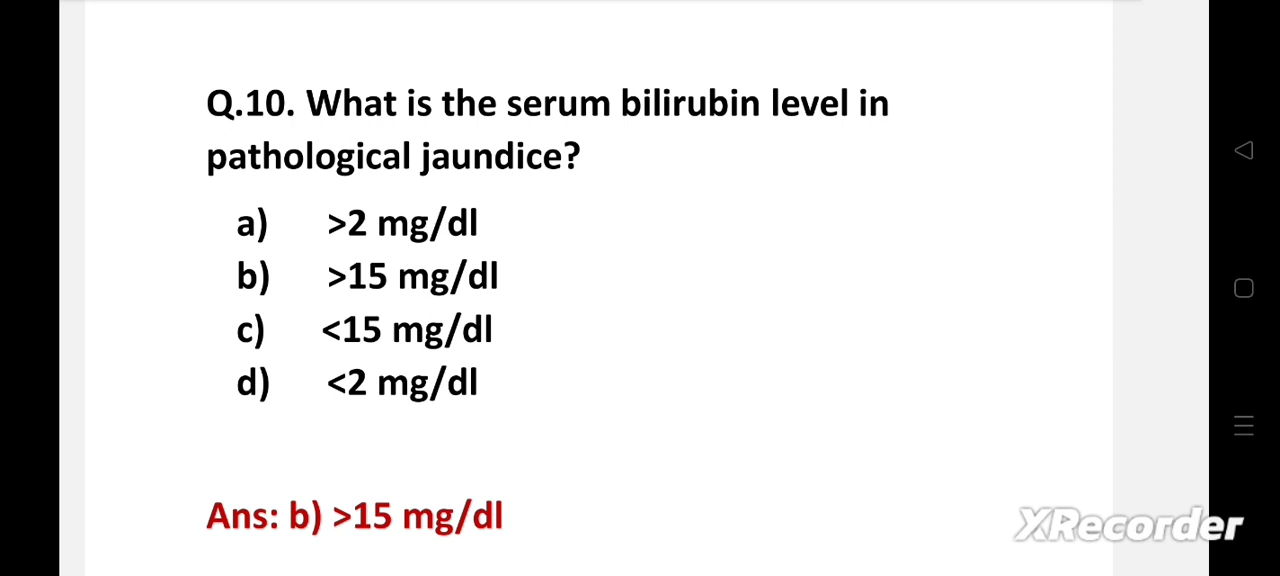 Q.10. What is the serum bilirubin level in
pathological jaundice?
a) >2 mg/dl
b) >15 mg/dl
c) <15 mg/dl
d) <2 mg/dl
Ans: b) >15 mg/dl
XRecorder